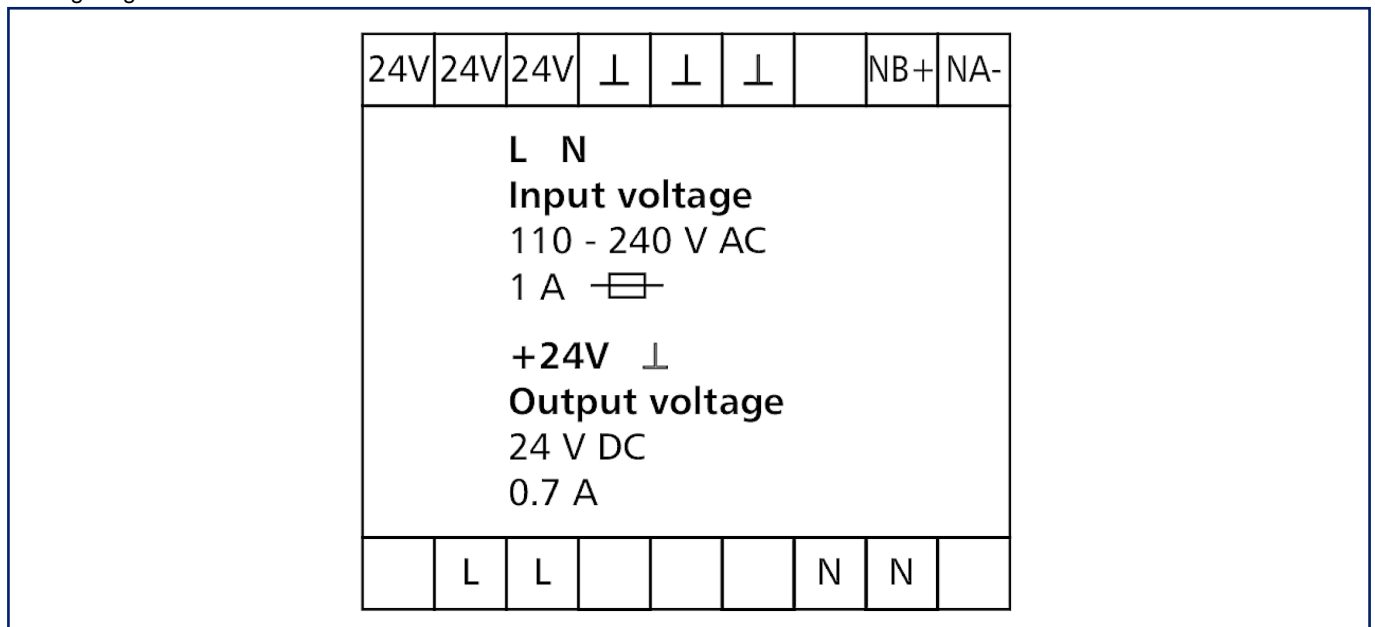 24V 24V 24V ⊥ ⊥ ⊥ NB+ NA-
L N
Input voltage
110 - 240 V AC
1 A
+24V ⊥
Output voltage
24 V DC
0.7 A
L L N N